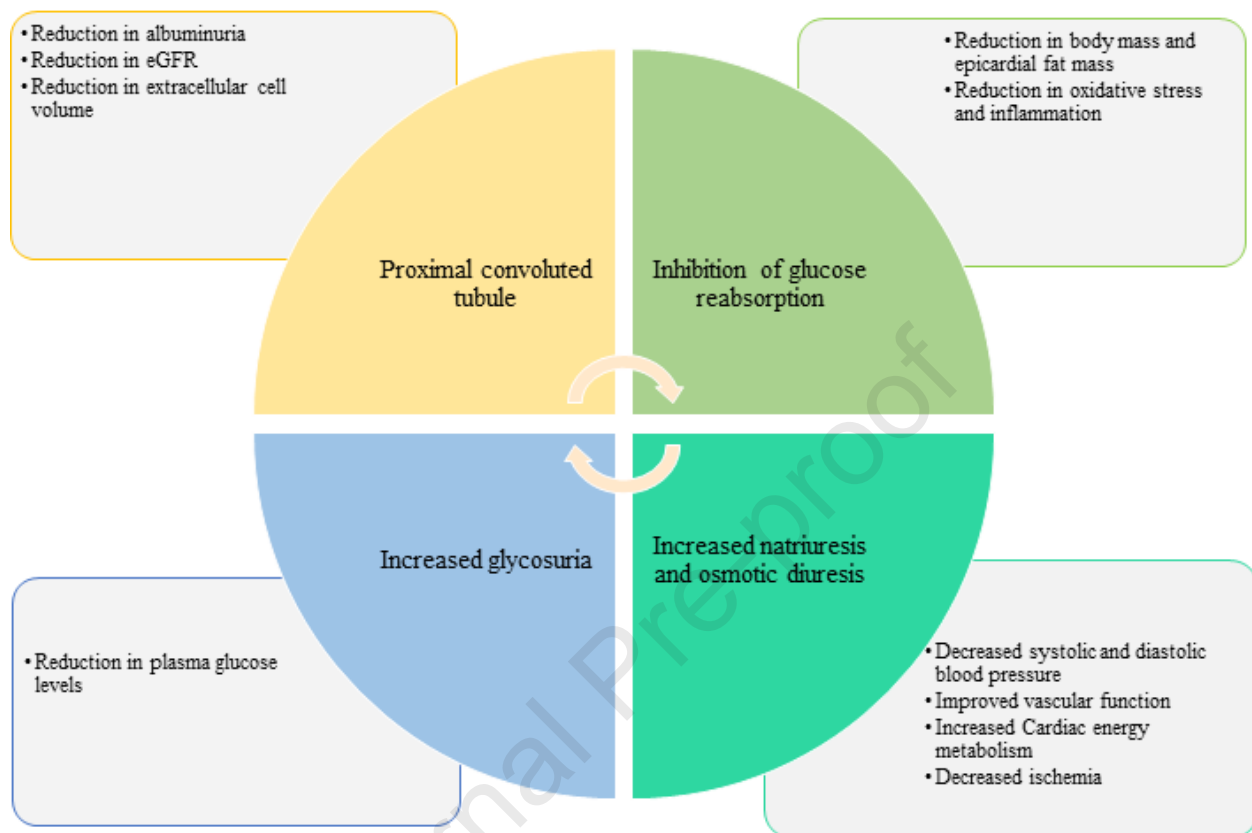 • Reduction in albuminuria
• Reduction in eGFR
• Reduction in extracellular cell
volume
• Reduction in body mass and
epicardial fat mass
• Reduction in oxidative stress
and inflammation
Proximal convoluted
tubule
Inhibition of glucose
reabsorption
Increased glycosuria
Increased natriuresis
and osmotic diuresis
• Reduction in plasma glucose
levels
• Decreased systolic and diastolic
blood pressure
• Improved vascular function
• Increased Cardiac energy
metabolism
• Decreased ischemia
nal Pre-proof